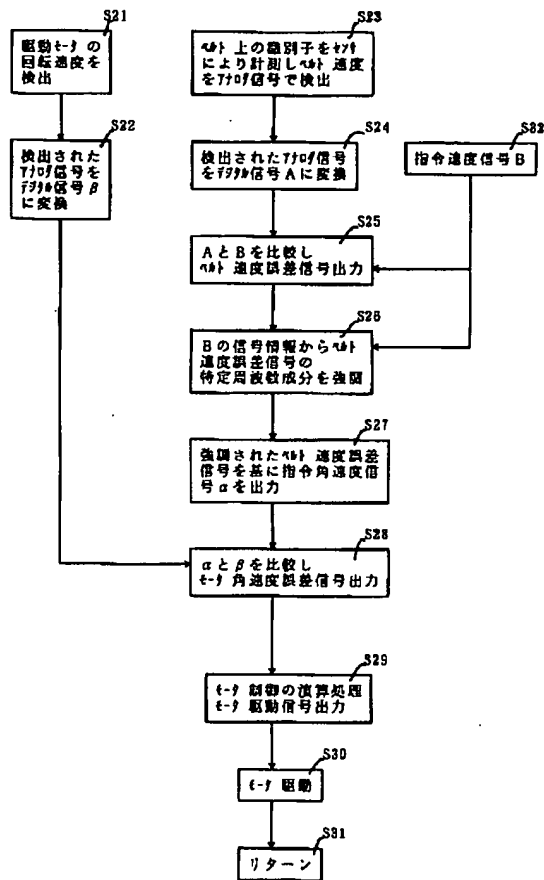 S21
駆動ﾓｰﾀ の
回転速度を
検出
S22
検出された
ｱﾅﾛｸﾞ信号を
ﾃﾞｼﾞﾀﾙ信号β
に変換
S23
ﾍﾞﾙﾄ 上の識別子をｾﾝｻ
により計測しﾍﾞﾙﾄ 速度
をｱﾅﾛｸﾞ信号で検出
S24
検出されたｱﾅﾛｸﾞ信号
をﾃﾞｼﾞﾀﾙ信号Aに変換
S32
指令速度信号B
S25
AとBを比較し
ﾍﾞﾙﾄ 速度誤差信号出力
S26
Bの信号情報からﾍﾞﾙﾄ
速度誤差信号の
特定周波数成分を強調
S27
強調されたﾍﾞﾙﾄ 速度誤差
信号を基に指令角速度信
号αを出力
S28
αとβを比較し
ﾓｰﾀ 角速度誤差信号出力
S29
ﾓｰﾀ 制御の演算処理
ﾓｰﾀ 駆動信号出力
S30
ﾓｰﾀ 駆動
S31
リターン